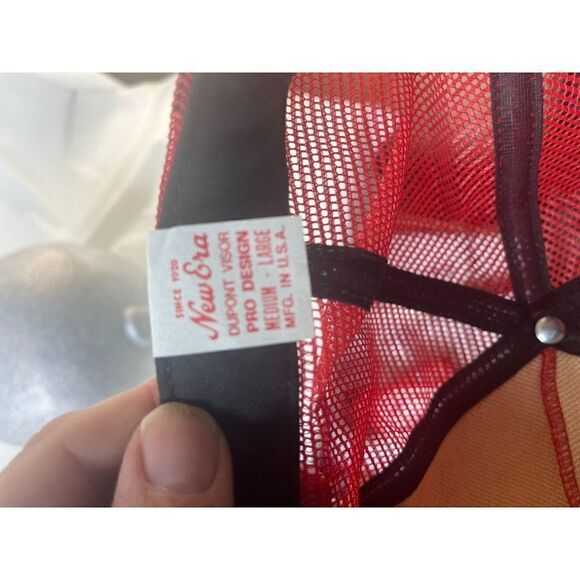 SINCE 1920
New Era
DUPONT VISOR
PRO DESIGN
MEDIUM - LARGE
MFG. IN U.S.A.